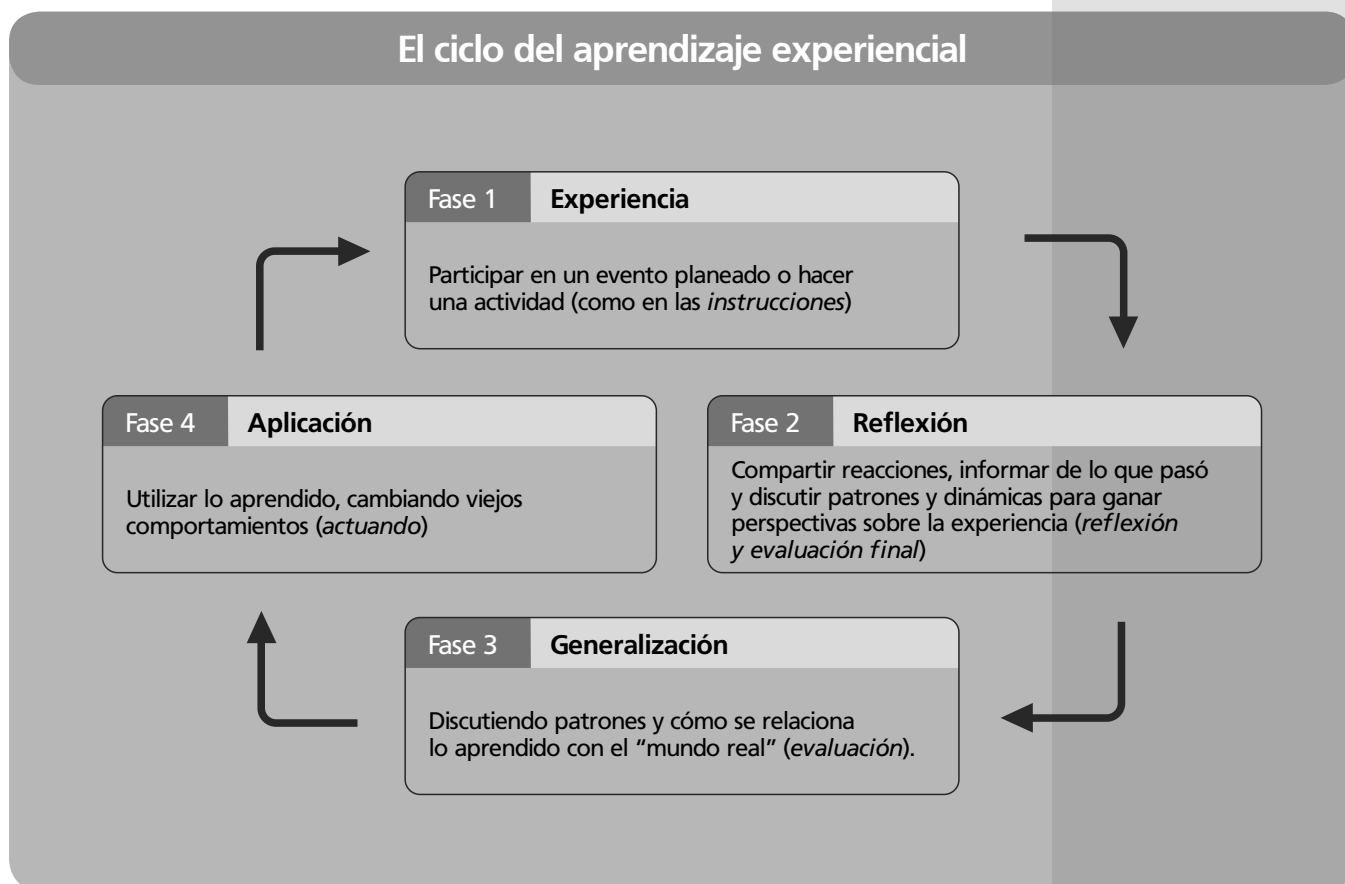 El ciclo del aprendizaje experiencial
Fase 1 Experiencia
Participar en un evento planeado o hacer
una actividad (como en las instrucciones)
Fase 2 Reflexión
Compartir reacciones, informar de lo que pasó
y discutir patrones y dinámicas para ganar
perspectivas sobre la experiencia (reflexión
y evaluación final)
Fase 3 Generalización
Discutiendo patrones y cómo se relaciona
lo aprendido con el “mundo real” (evaluación).
Fase 4 Aplicación
Utilizar lo aprendido, cambiando viejos
comportamientos (actuando)